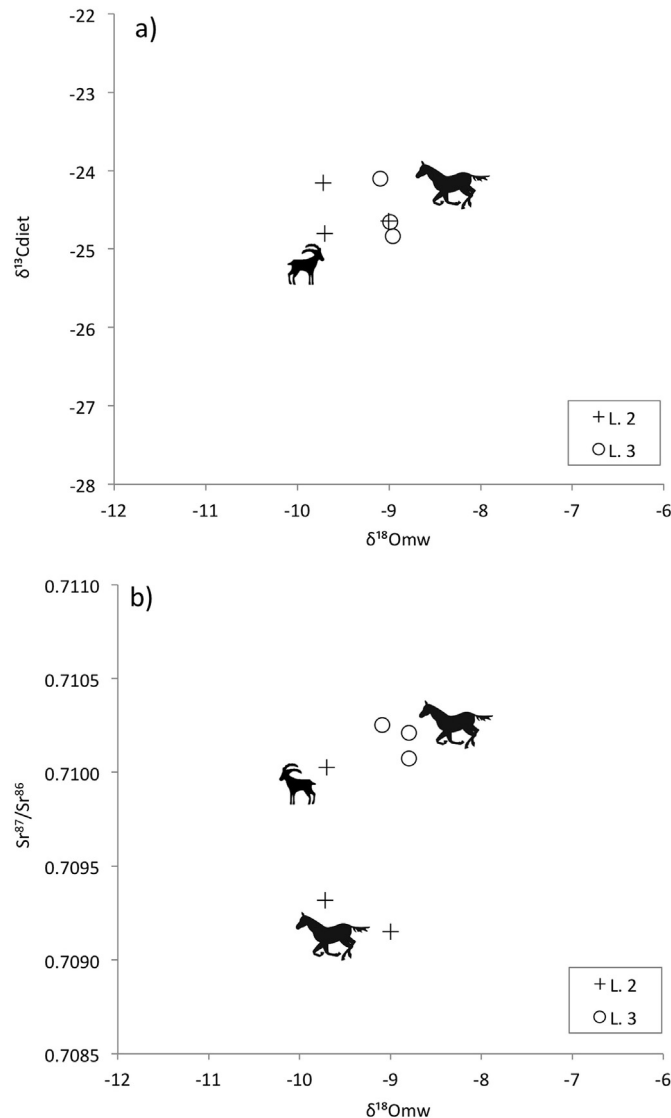 a)
-22
-23
-24
-25
-26
-27
-28
δ¹³Cdiet
-12 -11 -10 -9 -8 -7 -6
δ¹⁸Omw
L. 2
L. 3
b)
0.7110
0.7105
0.7100
0.7095
0.7090
0.7085
Sr⁸⁷/Sr⁸⁶
-12 -11 -10 -9 -8 -7 -6
δ¹⁸Omw
L. 2
L. 3